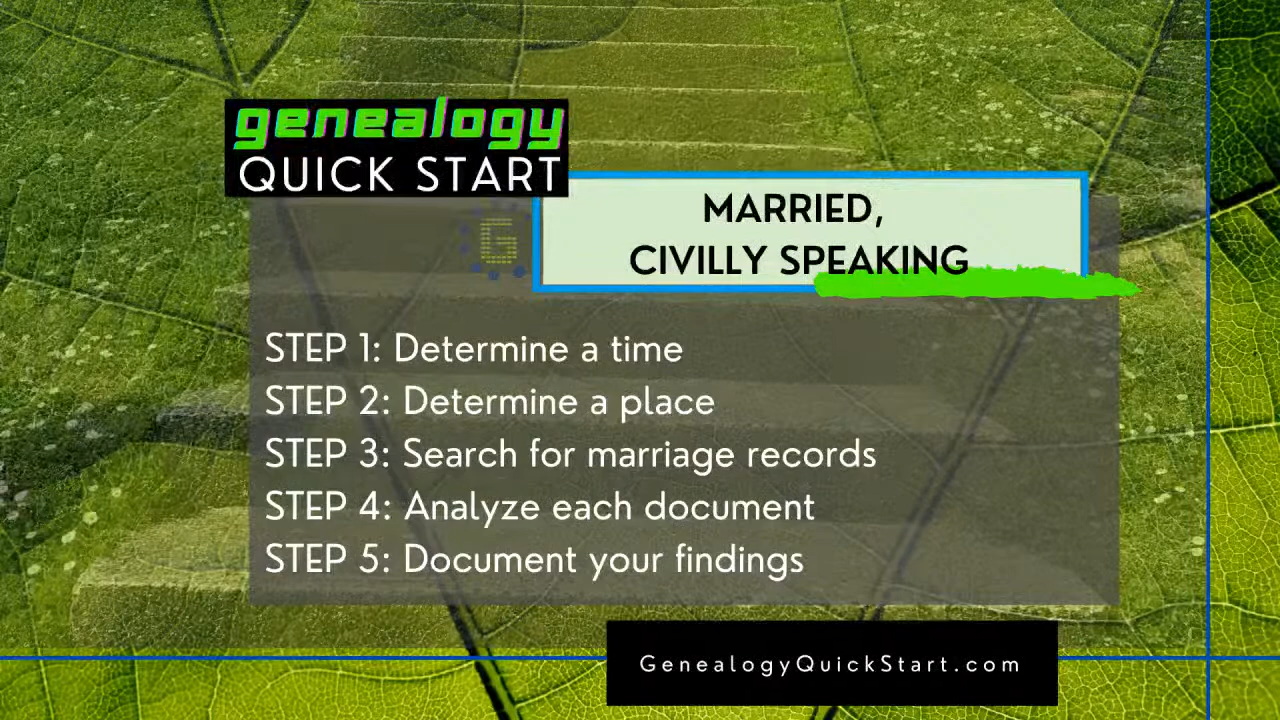 genealogy
QUICK START
MARRIED,
CIVILLY SPEAKING
G
STEP 1: Determine a time
STEP 2: Determine a place
STEP 3: Search for marriage records
STEP 4: Analyze each document
STEP 5: Document your findings
GenealogyQuickStart.com